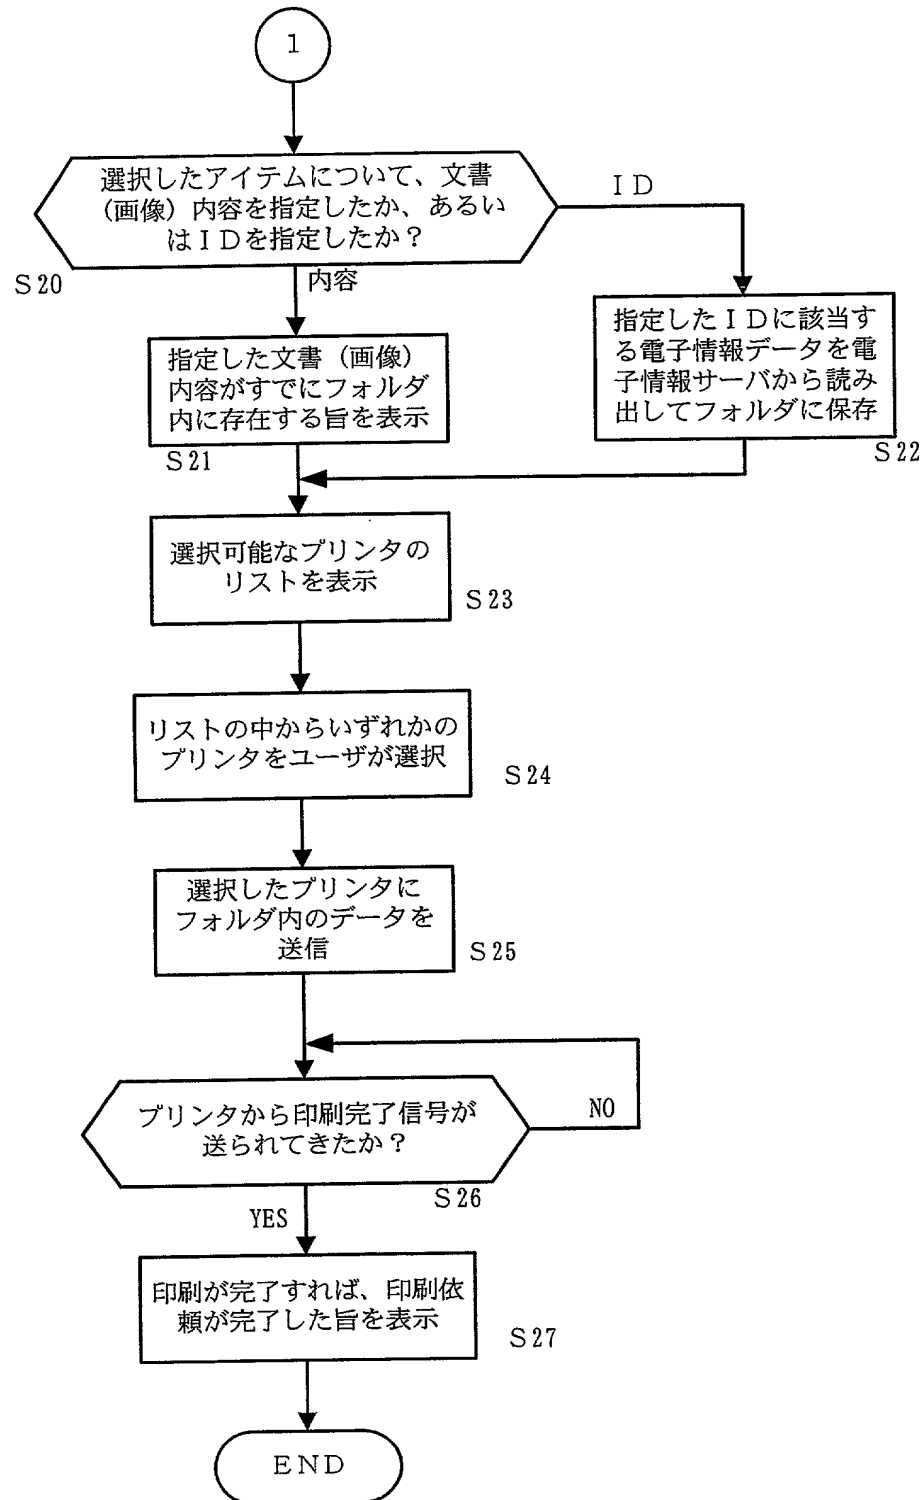 1
選択したアイテムについて、文書
(画像) 内容を指定したか、あるい
はＩＤを指定したか？
ＩＤ
Ｓ20
内容
指定した文書（画像）
内容がすでにフォルダ
内に存在する旨を表示
Ｓ21
指定したＩＤに該当す
る電子情報データを電
子情報サーバから読み
出してフォルダに保存
Ｓ22
選択可能なプリンタの
リストを表示
Ｓ23
リストの中からいずれかの
プリンタをユーザが選択
Ｓ24
選択したプリンタに
フォルダ内のデータを
送信
Ｓ25
プリンタから印刷完了信号が
送られてきたか？
NO
Ｓ26
YES
印刷が完了すれば、印刷依
頼が完了した旨を表示
Ｓ27
ＥＮＤ